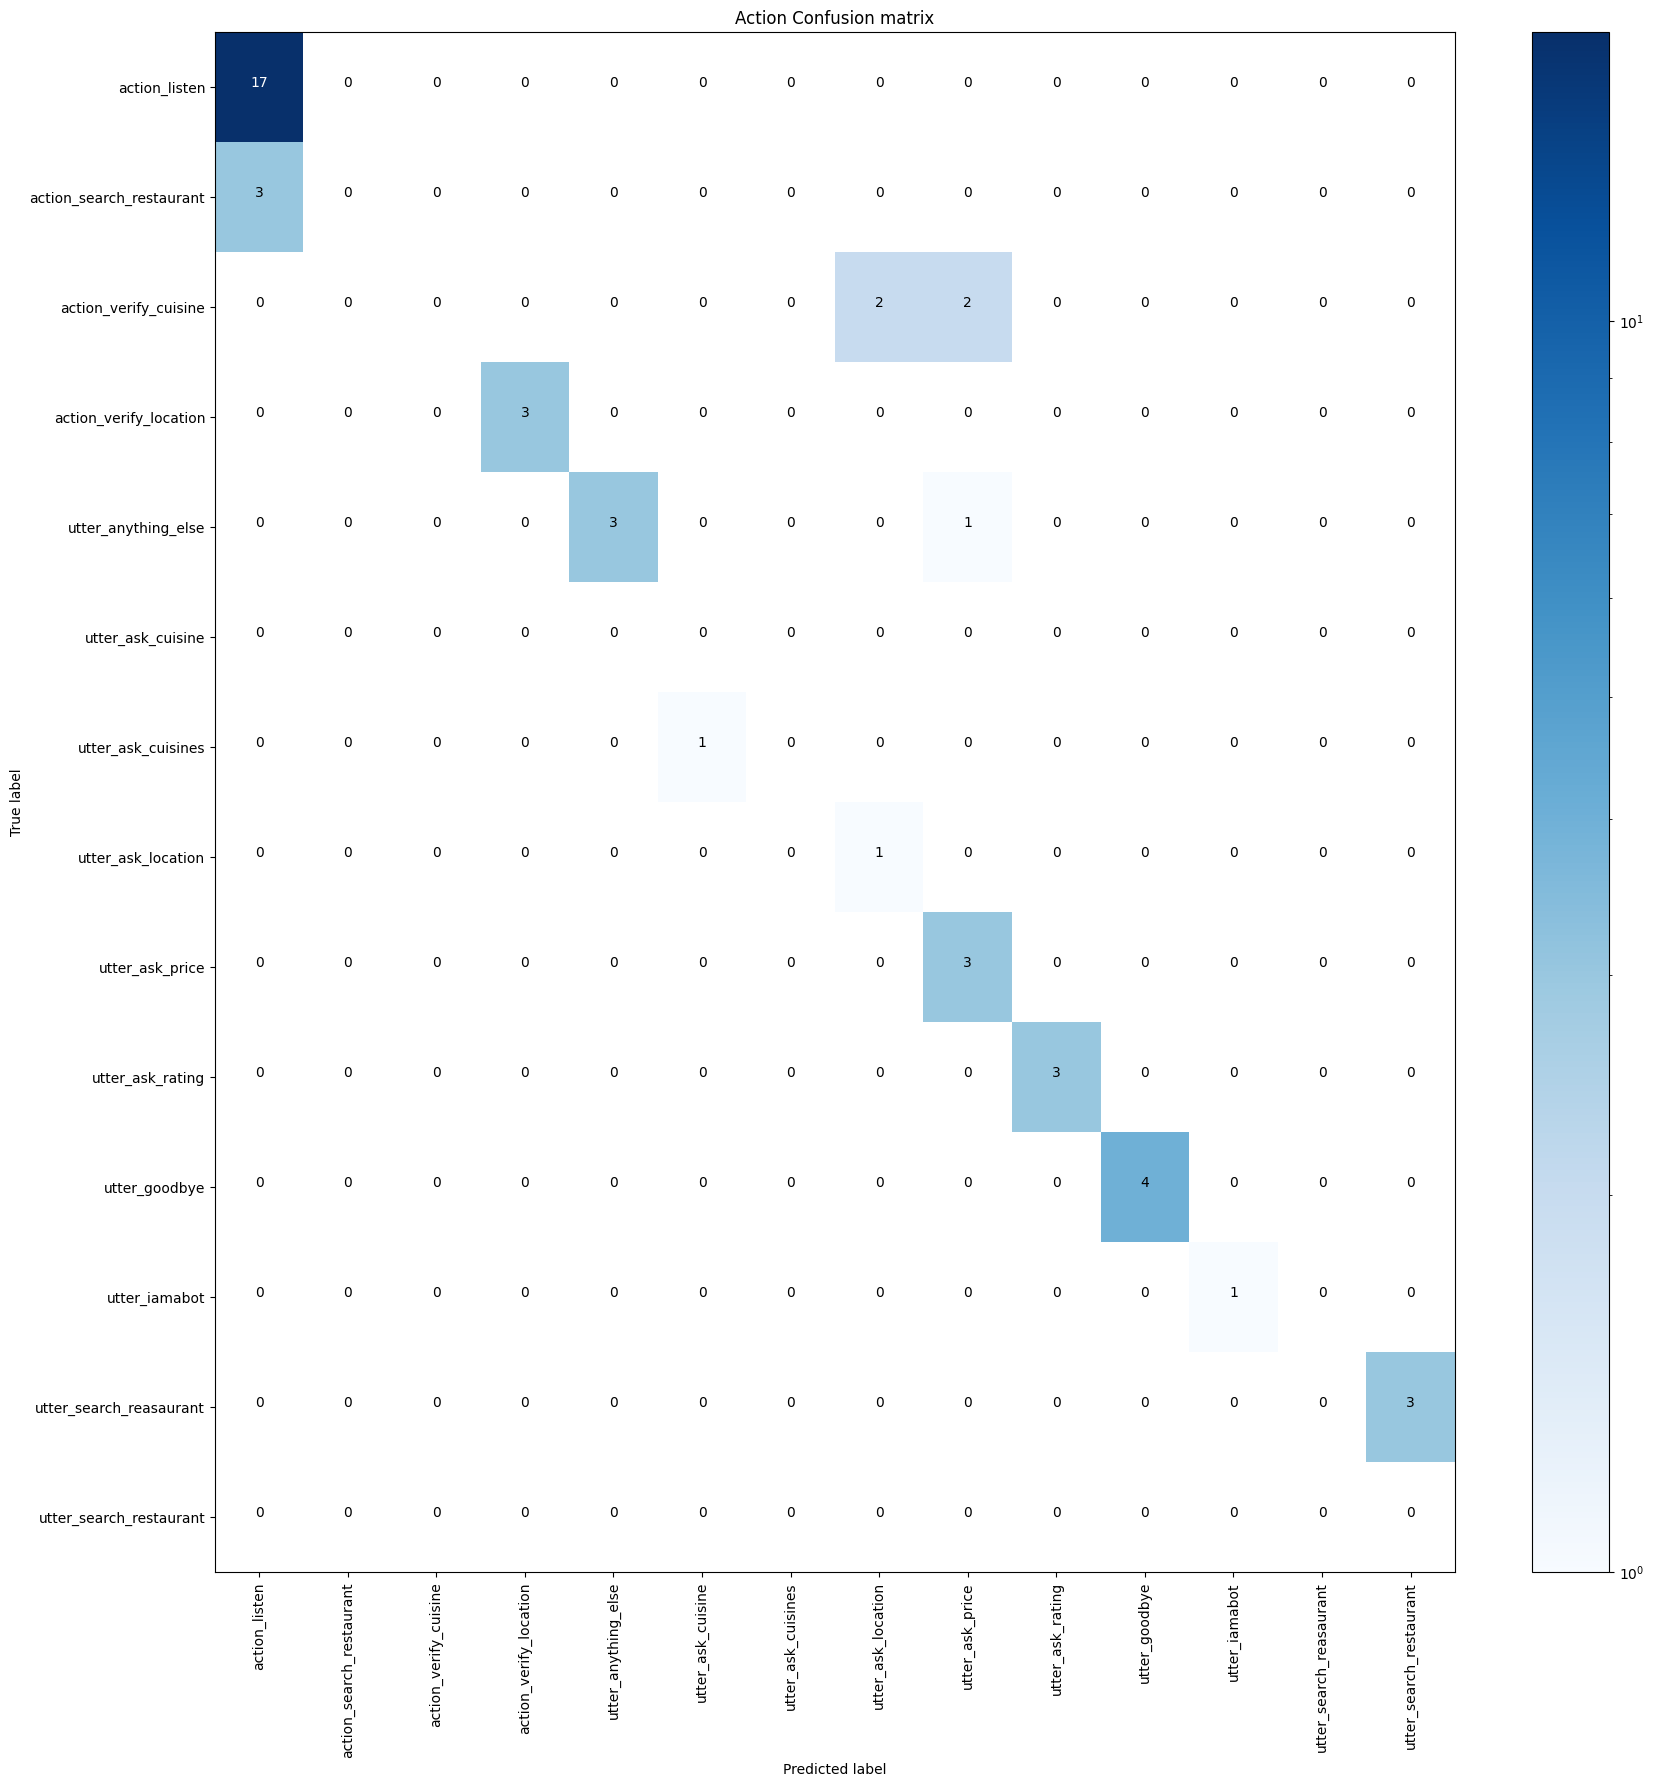 Action Confusion matrix
action_listen 17 0 0 0 0 0 0 0 0 0 0 0 0 0
action_search_restaurant 3 0 0 0 0 0 0 0 0 0 0 0 0 0
action_verify_cuisine 0 0 0 0 0 0 0 2 2 0 0 0 0 0
10¹
action_verify_location 0 0 0 3 0 0 0 0 0 0 0 0 0 0
utter_anything_else 0 0 0 0 3 0 0 0 1 0 0 0 0 0
utter_ask_cuisine 0 0 0 0 0 0 0 0 0 0 0 0 0 0
utter_ask_cuisines 0 0 0 0 0 1 0 0 0 0 0 0 0 0
True label
utter_ask_location 0 0 0 0 0 0 0 1 0 0 0 0 0 0
utter_ask_price 0 0 0 0 0 0 0 0 3 0 0 0 0 0
utter_ask_rating 0 0 0 0 0 0 0 0 0 3 0 0 0 0
utter_goodbye 0 0 0 0 0 0 0 0 0 0 4 0 0 0
utter_iamabot 0 0 0 0 0 0 0 0 0 0 0 1 0 0
utter_search_reasaurant 0 0 0 0 0 0 0 0 0 0 0 0 0 3
utter_search_restaurant 0 0 0 0 0 0 0 0 0 0 0 0 0 0
10⁰
action_listen
action_search_restaurant
action_verify_cuisine
action_verify_location
utter_anything_else
utter_ask_cuisine
utter_ask_cuisines
utter_ask_location
utter_ask_price
utter_ask_rating
utter_goodbye
utter_iamabot
utter_search_reasaurant
utter_search_restaurant
Predicted label